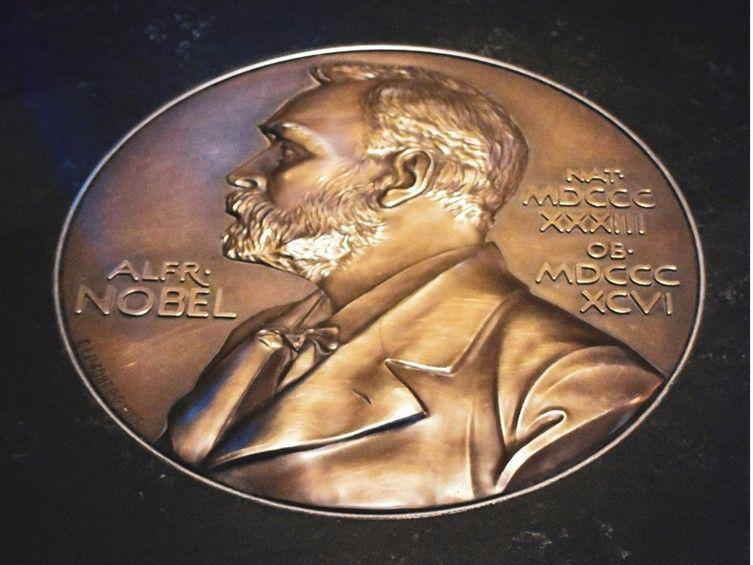 ALFR·
NOBEL
NAT·
MDCCC
XXXIII
OB·
MDCCC
XCVI